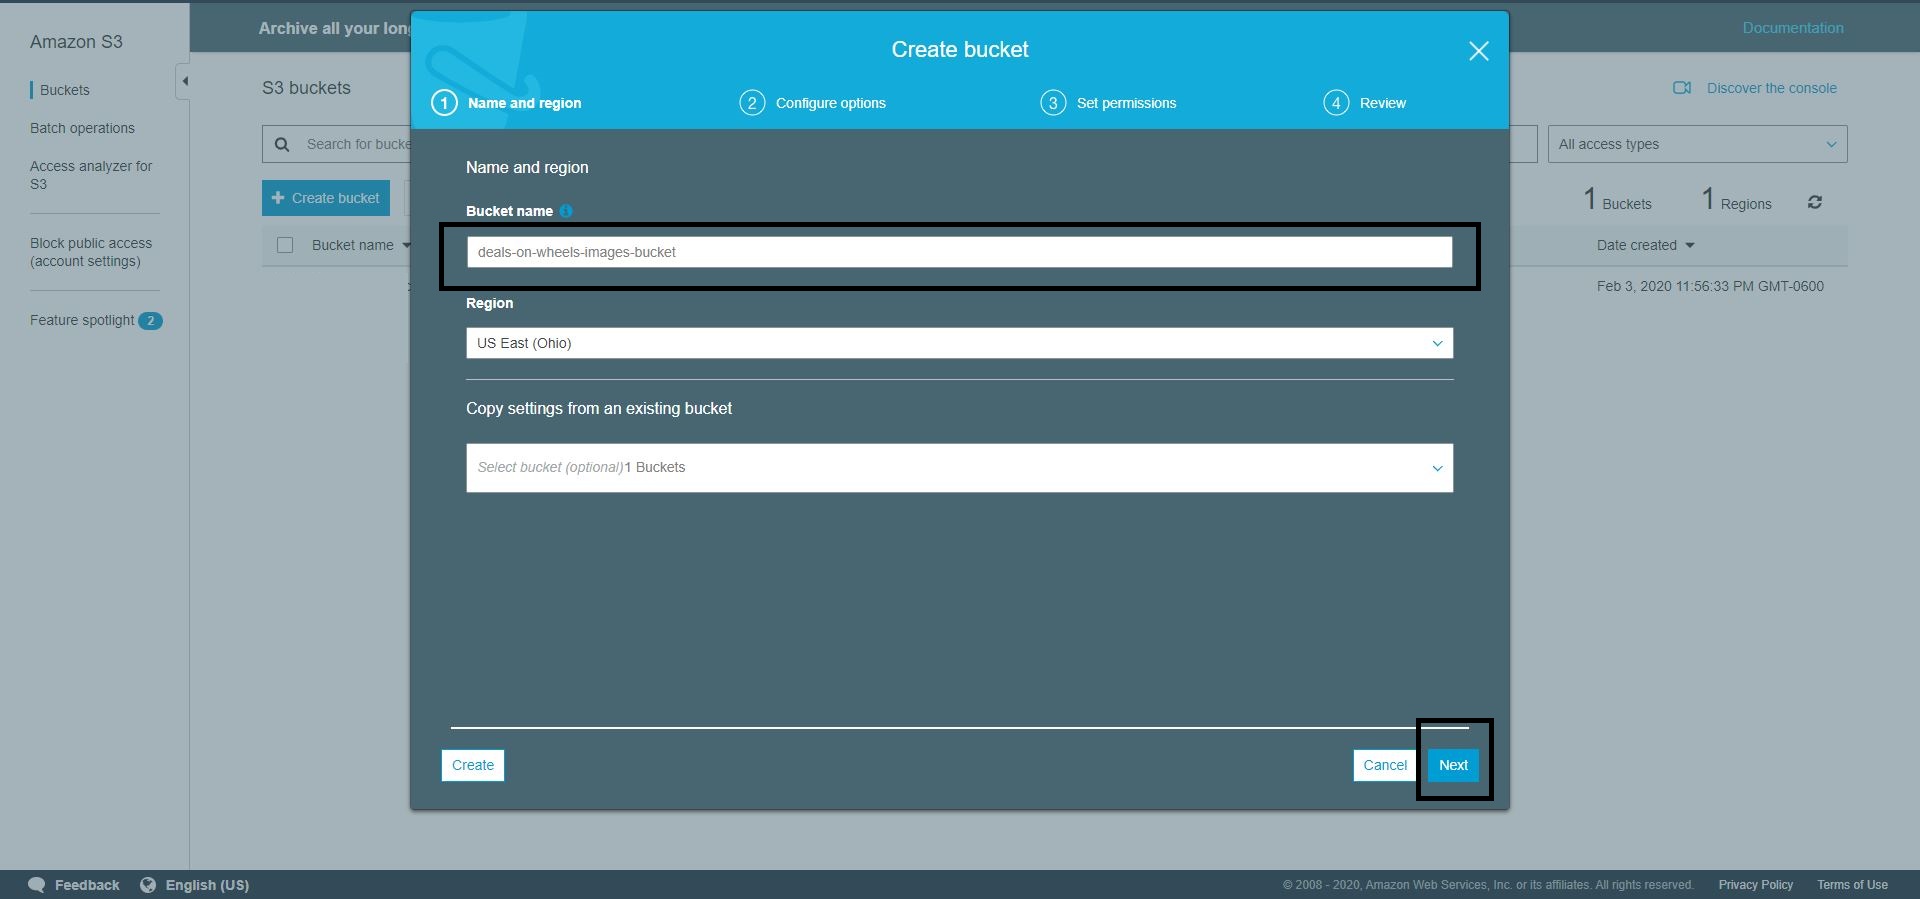 Amazon S3
Buckets
Batch operations
Access analyzer for
S3
Block public access
(account settings)
Feature spotlight 2
Archive all your long
Documentation
S3 buckets
Discover the console
Search for bucke
All access types
Create bucket
1 Buckets
1 Regions
Bucket name
Date created
Feb 3, 2020 11:56:33 PM GMT-0600
Create bucket
1 Name and region
2 Configure options
3 Set permissions
4 Review
Name and region
Bucket name
deals-on-wheels-images-bucket
Region
US East (Ohio)
Copy settings from an existing bucket
Select bucket (optional)1 Buckets
Create
Cancel
Next
Feedback
English (US)
© 2008 - 2020, Amazon Web Services, Inc. or its affiliates. All rights reserved.
Privacy Policy
Terms of Use